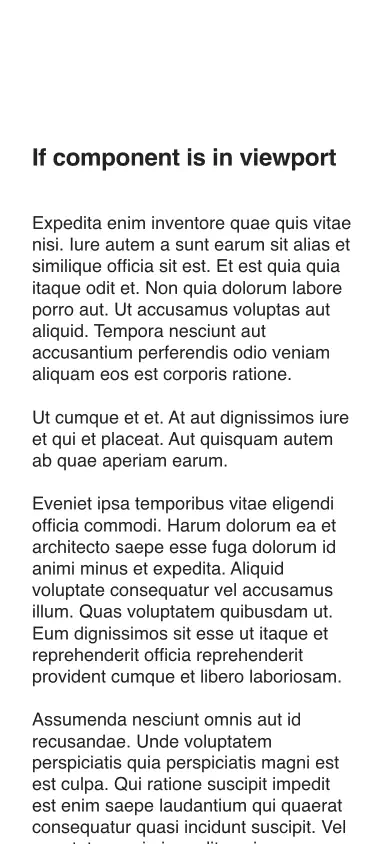 If component is in viewport
Expedita enim inventore quae quis vitae
nisi. Iure autem a sunt earum sit alias et
similique officia sit est. Et est quia quia
itaque odit et. Non quia dolorum labore
porro aut. Ut accusamus voluptas aut
aliquid. Tempora nesciunt aut
accusantium perferendis odio veniam
aliquam eos est corporis ratione.
Ut cumque et et. At aut dignissimos iure
et qui et placeat. Aut quisquam autem
ab quae aperiam earum.
Eveniet ipsa temporibus vitae eligendi
officia commodi. Harum dolorum ea et
architecto saepe esse fuga dolorum id
animi minus et expedita. Aliquid
voluptate consequatur vel accusamus
illum. Quas voluptatem quibusdam ut.
Eum dignissimos sit esse ut itaque et
reprehenderit officia reprehenderit
provident cumque et libero laboriosam.
Assumenda nesciunt omnis aut id
recusandae. Unde voluptatem
perspiciatis quia perspiciatis magni est
est culpa. Qui ratione suscipit impedit
est enim saepe laudantium qui quaerat
consequatur quasi incidunt suscipit. Vel